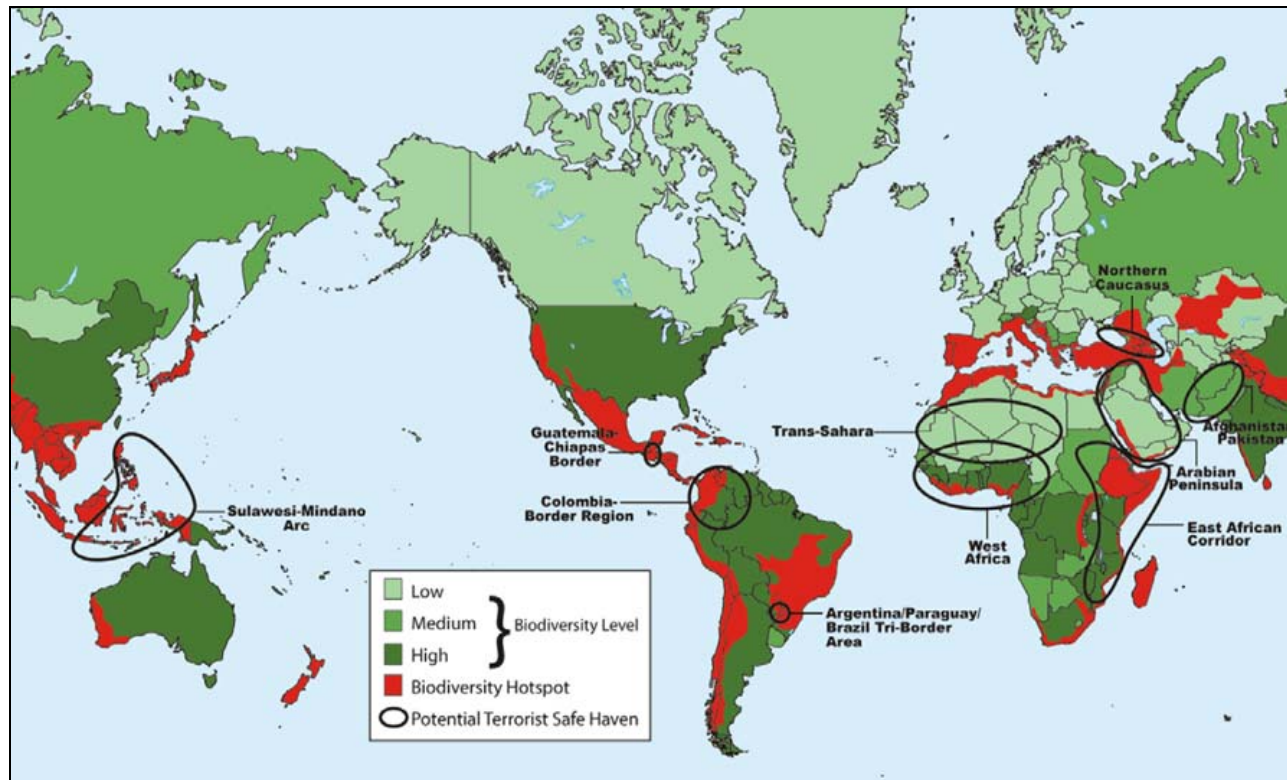 Northern
Caucasus
Guatemala-
Chiapas
Border
Trans-Sahara
Afghanistan/
Pakistan
Arabian
Peninsula
Colombia-
Border Region
Sulawesi-Mindano
Arc
West
Africa
East African
Corridor
Argentina/Paraguay/
Brazil Tri-Border
Area
Low
Medium
High
Biodiversity Level
Biodiversity Hotspot
Potential Terrorist Safe Haven